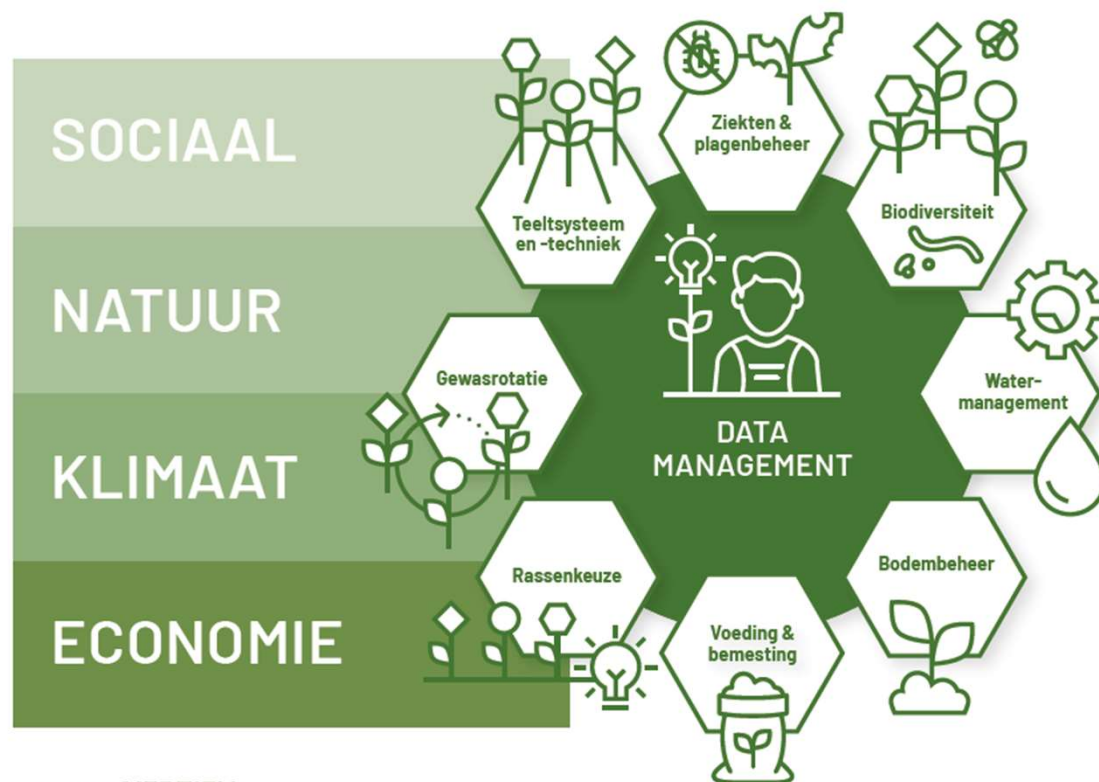 SOCIAAL
NATUUR
KLIMAAT
ECONOMIE
Teeltsysteem
en -techniek
Ziekten &
plagenbeheer
Biodiversiteit
Gewasrotatie
DATA
MANAGEMENT
Water-
management
Rassenkeuze
Voeding &
bemesting
Bodembeheer